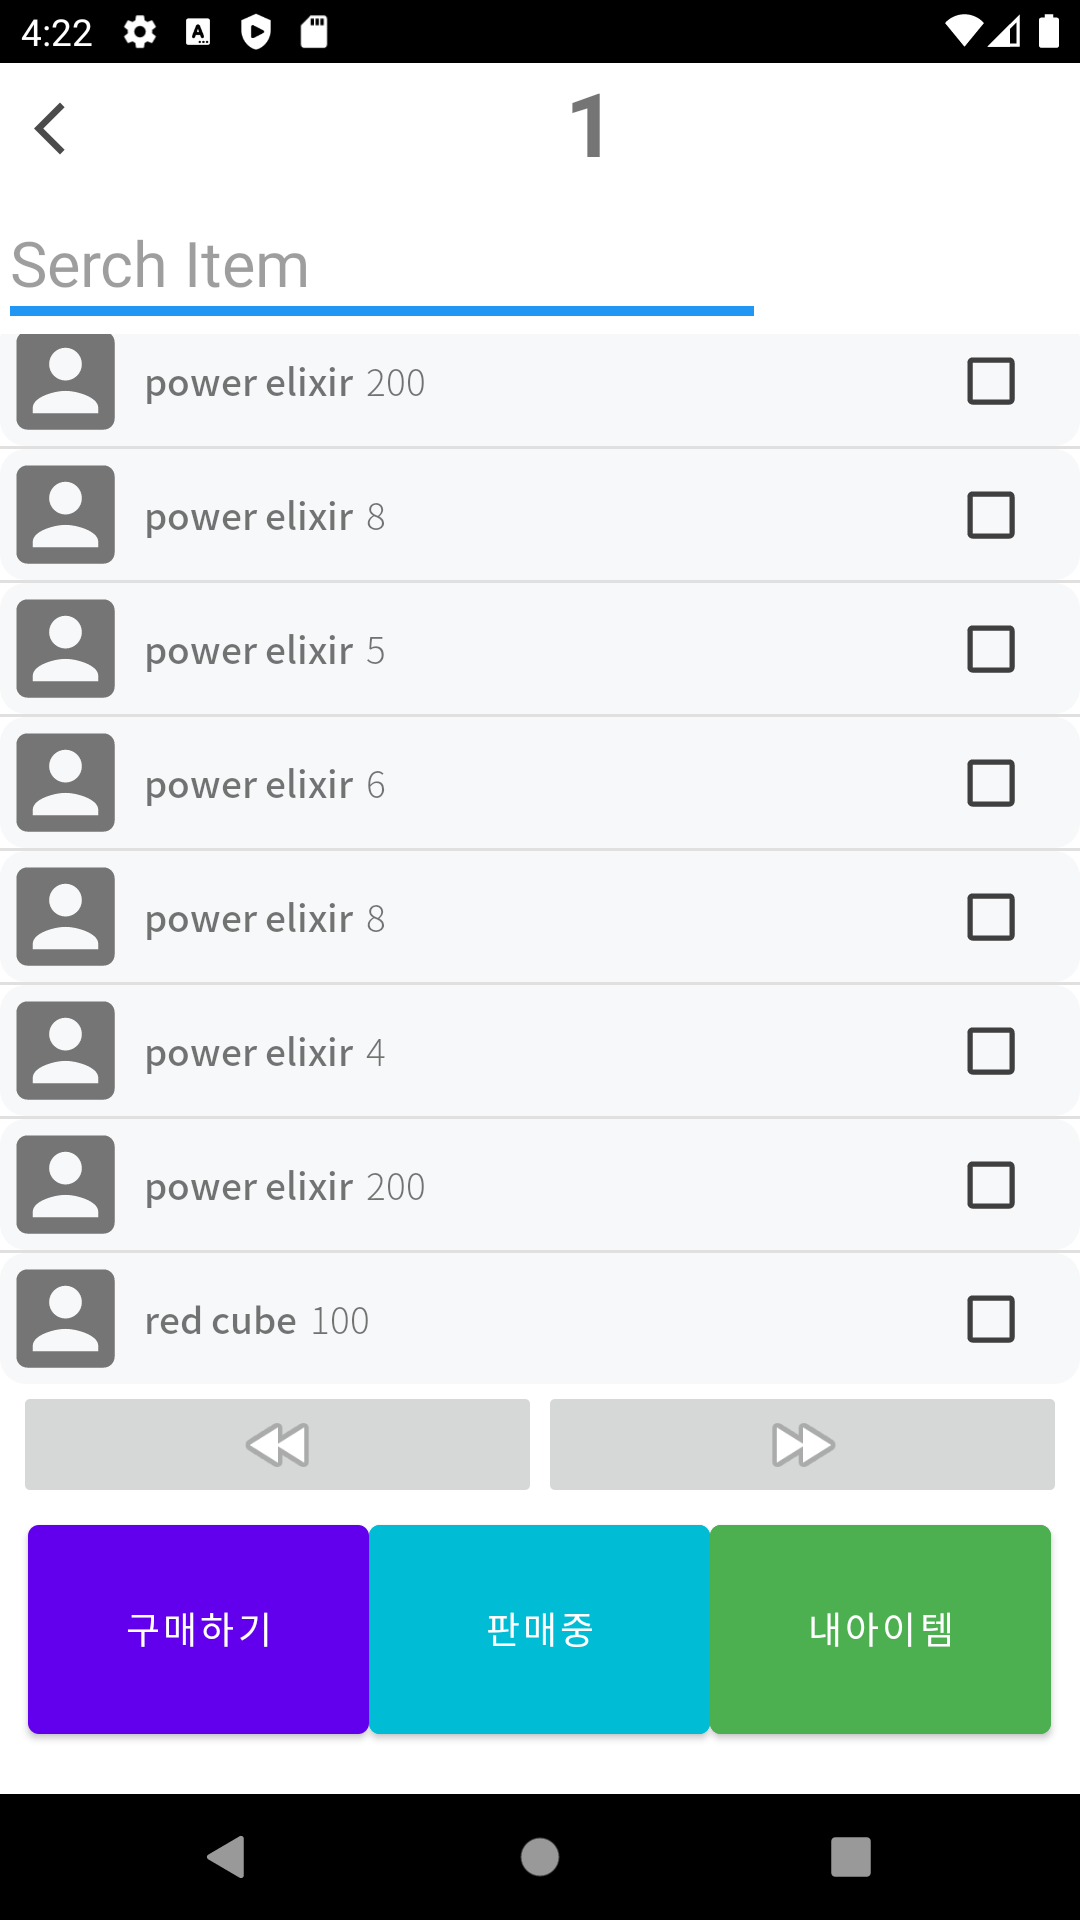 4:22
1
Serch Item
power elixir 200
power elixir 8
power elixir 5
power elixir 6
power elixir 8
power elixir 4
power elixir 200
red cube 100
구매하기 판매중 내아이템